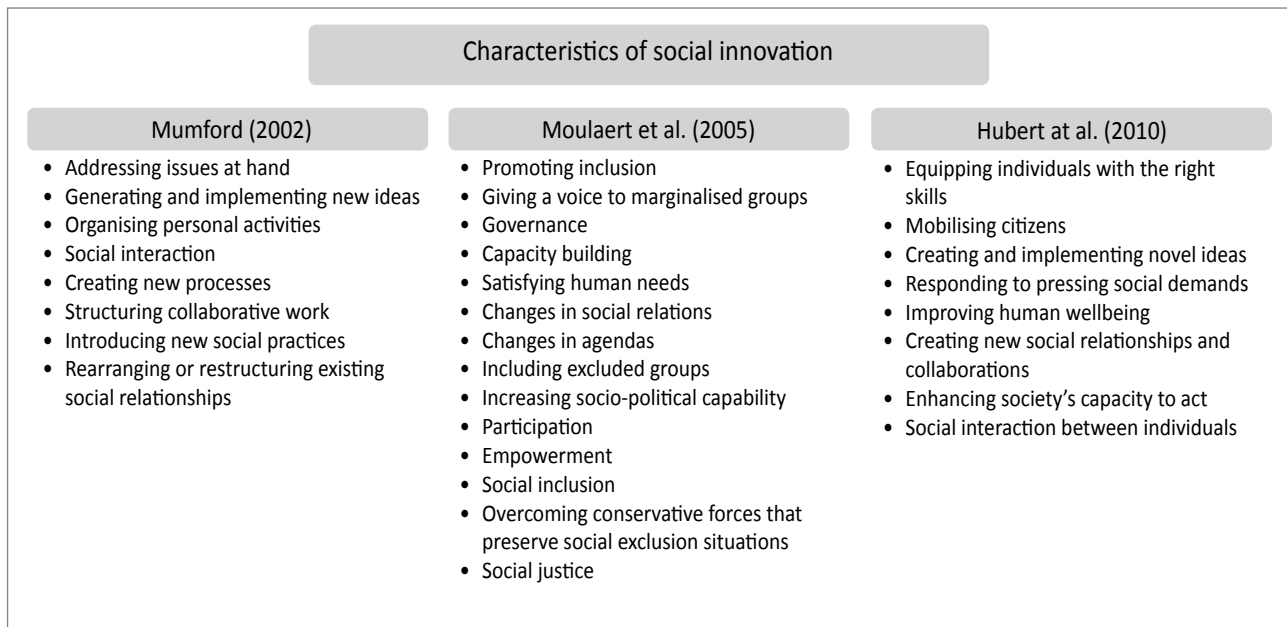 Characteristics of social innovation
Mumford (2002)
• Addressing issues at hand
• Generating and implementing new ideas
• Organising personal activities
• Social interaction
• Creating new processes
• Structuring collaborative work
• Introducing new social practices
• Rearranging or restructuring existing
social relationships
Moulaert et al. (2005)
• Promoting inclusion
• Giving a voice to marginalised groups
• Governance
• Capacity building
• Satisfying human needs
• Changes in social relations
• Changes in agendas
• Including excluded groups
• Increasing socio-political capability
• Participation
• Empowerment
• Social inclusion
• Overcoming conservative forces that
preserve social exclusion situations
• Social justice
Hubert at al. (2010)
• Equipping individuals with the right
skills
• Mobilising citizens
• Creating and implementing novel ideas
• Responding to pressing social demands
• Improving human wellbeing
• Creating new social relationships and
collaborations
• Enhancing society’s capacity to act
• Social interaction between individuals